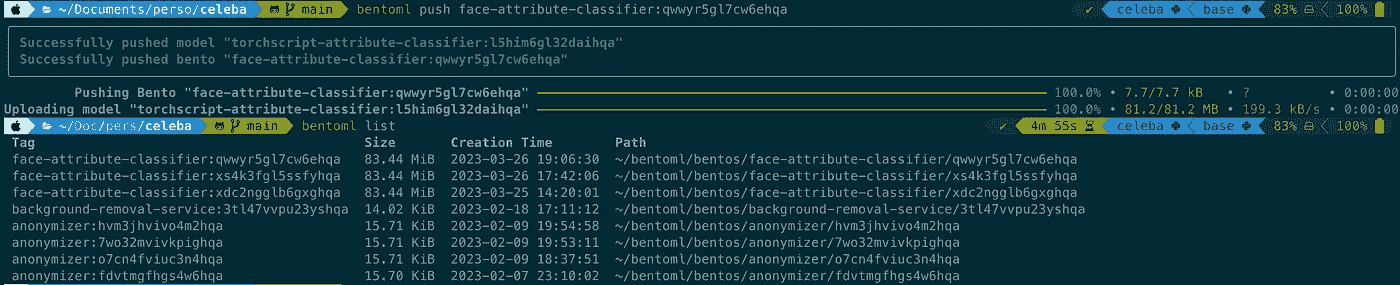 ~/Documents/perso/celeba main bentoml push face-attribute-classifier:qwwyr5gl7cw6ehqa ✔ celeba base 83% 100%
Successfully pushed model "torchscript-attribute-classifier:l5him6gl32daihqa"
Successfully pushed bento "face-attribute-classifier:qwwyr5gl7cw6ehqa"
Pushing Bento "face-attribute-classifier:qwwyr5gl7cw6ehqa" 100.0% • 7.7/7.7 kB • ? • 0:00:00
Uploading model "torchscript-attribute-classifier:l5him6gl32daihqa" 100.0% • 81.2/81.2 MB • 199.3 kB/s • 0:00:00
~/Doc/pers/celeba main bentoml list ✔ 4m 55s celeba base 83% 100%
Tag Size Creation Time Path
face-attribute-classifier:qwwyr5gl7cw6ehqa 83.44 MiB 2023-03-26 19:06:30 ~/bentoml/bentos/face-attribute-classifier/qwwyr5gl7cw6ehqa
face-attribute-classifier:xs4k3fgl5ssfyhqa 83.44 MiB 2023-03-26 17:42:06 ~/bentoml/bentos/face-attribute-classifier/xs4k3fgl5ssfyhqa
face-attribute-classifier:xdc2ngglb6gxghqa 83.44 MiB 2023-03-25 14:20:01 ~/bentoml/bentos/face-attribute-classifier/xdc2ngglb6gxghqa
background-removal-service:3tl47vvpu23yshqa 14.02 KiB 2023-02-18 17:11:12 ~/bentoml/bentos/background-removal-service/3tl47vvpu23yshqa
anonymizer:hvm3jhvivo4m2hqa 15.71 KiB 2023-02-09 19:54:58 ~/bentoml/bentos/anonymizer/hvm3jhvivo4m2hqa
anonymizer:7wo32mvivkpighqa 15.71 KiB 2023-02-09 19:53:11 ~/bentoml/bentos/anonymizer/7wo32mvivkpighqa
anonymizer:o7cn4fviuc3n4hqa 15.71 KiB 2023-02-09 18:37:51 ~/bentoml/bentos/anonymizer/o7cn4fviuc3n4hqa
anonymizer:fdvtmgfhgs4w6hqa 15.70 KiB 2023-02-07 23:10:02 ~/bentoml/bentos/anonymizer/fdvtmgfhgs4w6hqa